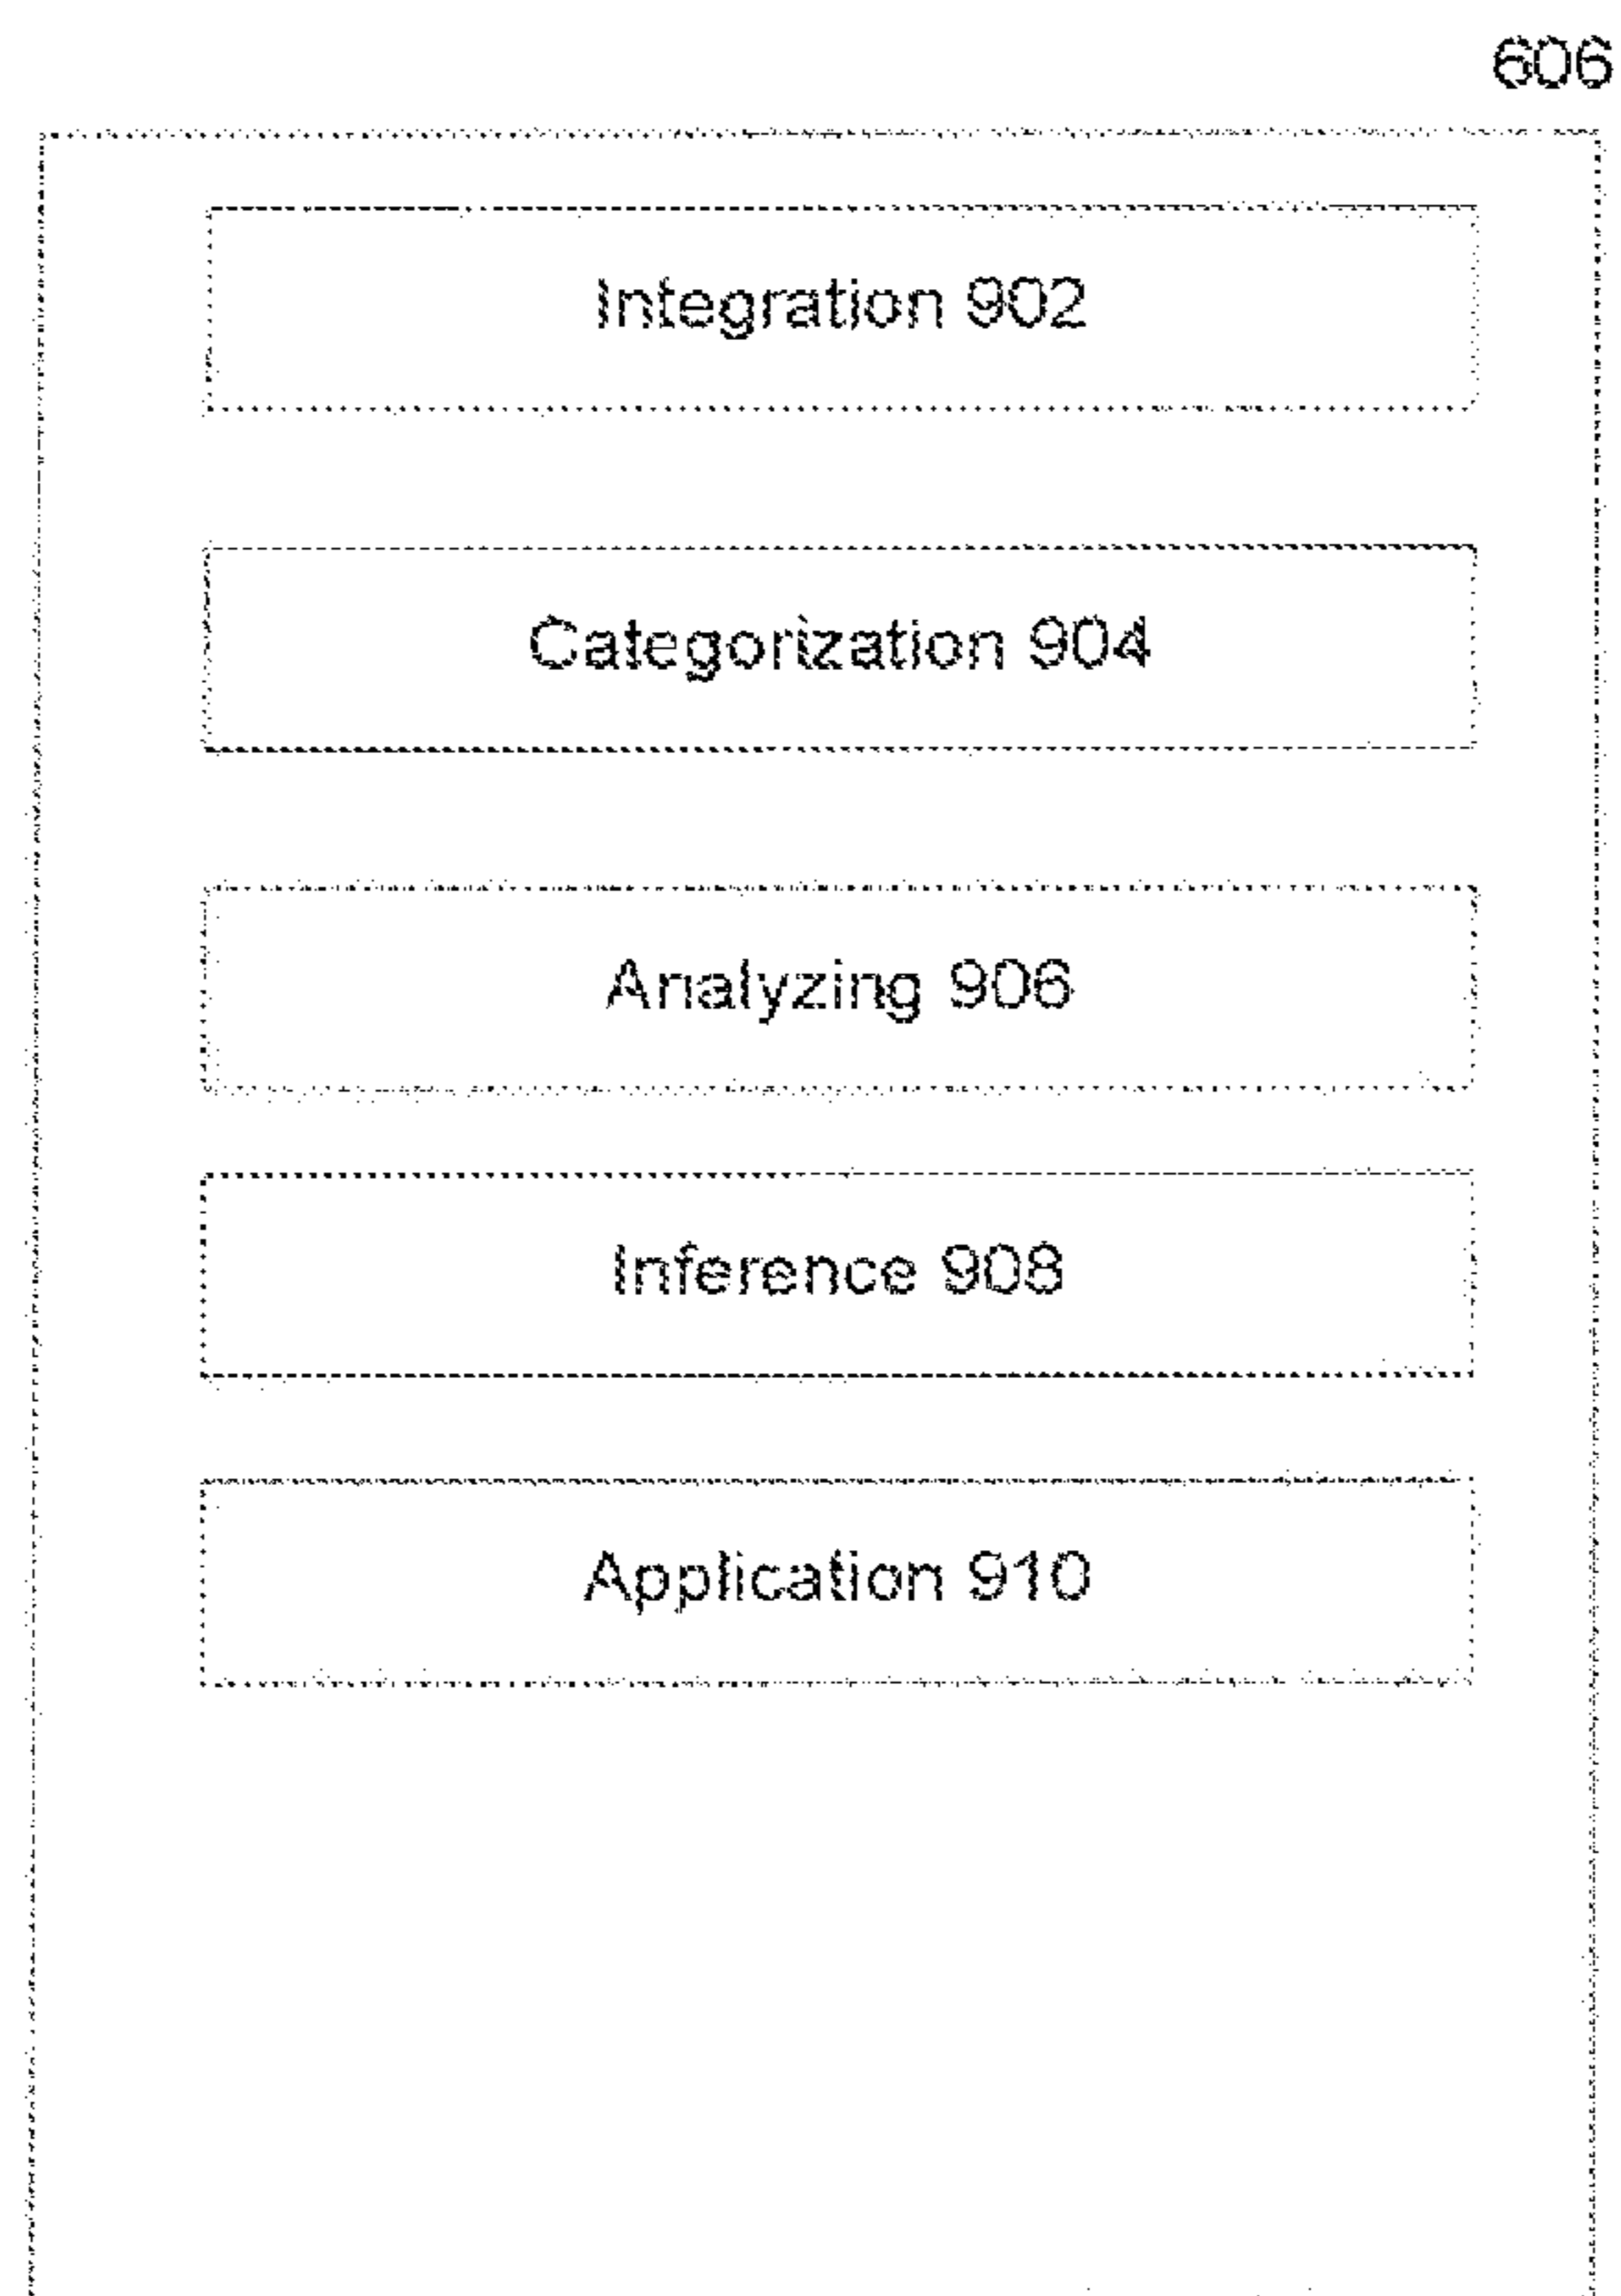 606
Integration 902
Categorization 904
Analyzing 906
Inference 908
Application 910